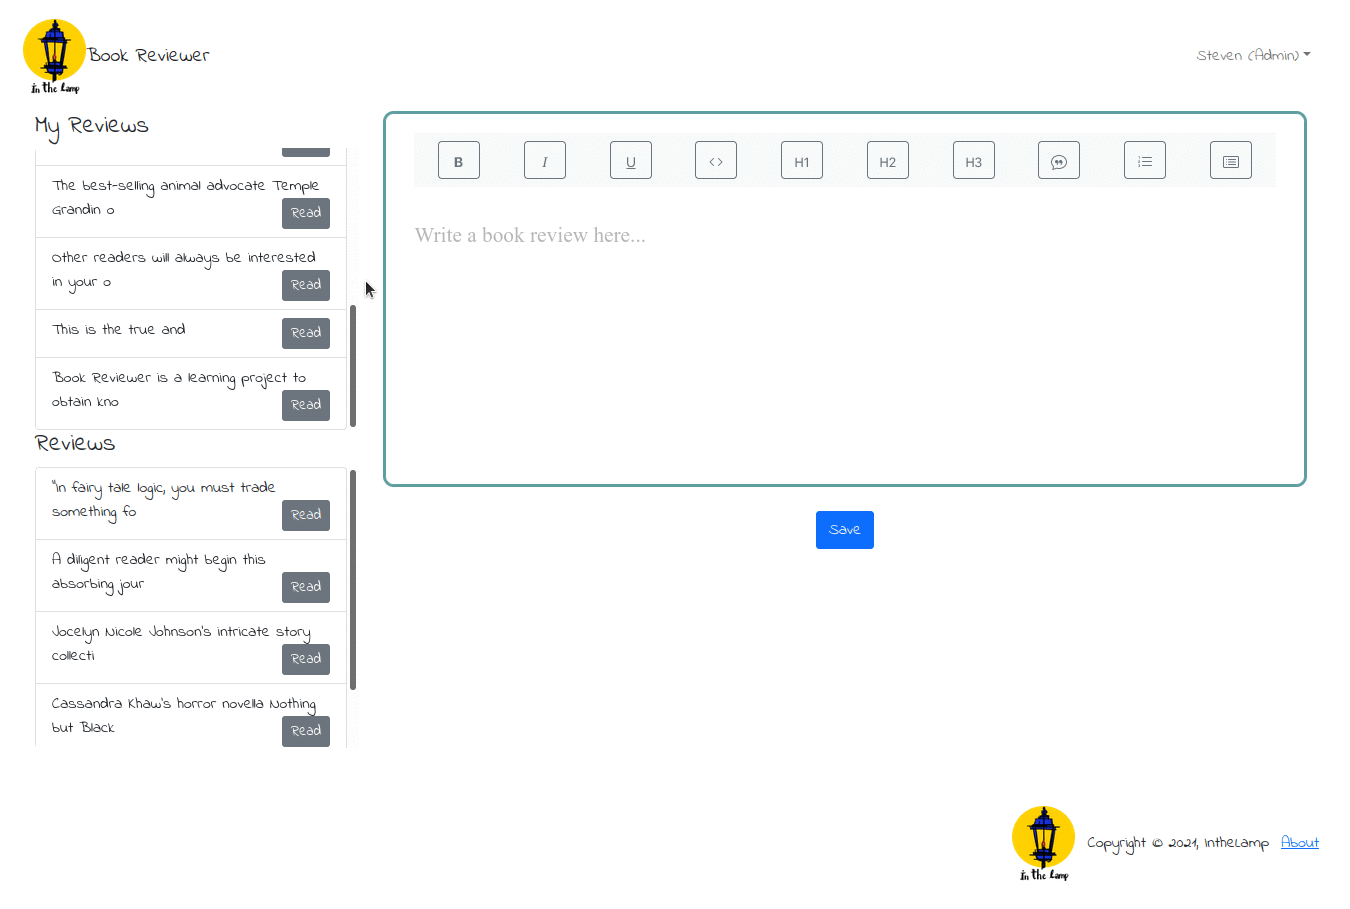 In the Lamp
Book Reviewer
Steven (Admin)
My Reviews
The best-selling animal advocate Temple
Grandin o
Read
other readers will always be interested
in your o
Read
This is the true and
Read
Book Reviewer is a learning project to
obtain kno
Read
Reviews
"In fairy tale logic, you must trade
something fo
Read
A diligent reader might begin this
absorbing jour
Read
Jocelyn Nicole Johnson's intricate story
collecti
Read
Cassandra Khaw's horror novella Nothing
but Black
Read
B I U <> H1 H2 H3
Write a book review here...
Save
In the Lamp
Copyright © 2021, IntheLamp About